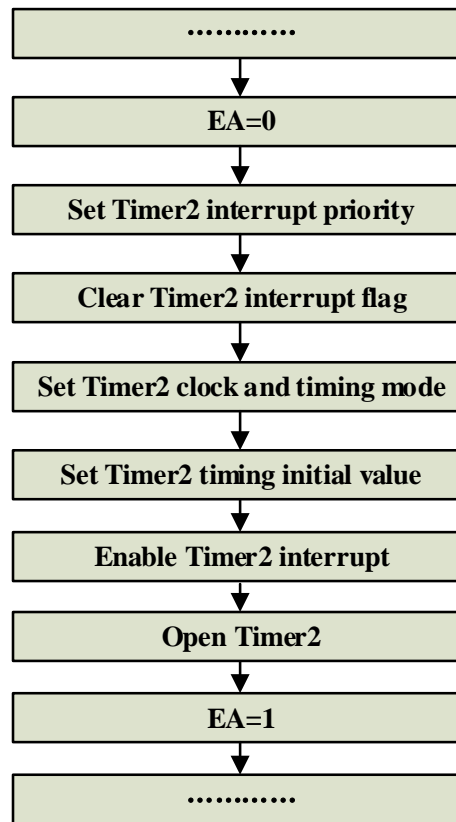 …………
EA=0
Set Timer2 interrupt priority
Clear Timer2 interrupt flag
Set Timer2 clock and timing mode
Set Timer2 timing initial value
Enable Timer2 interrupt
Open Timer2
EA=1
…………